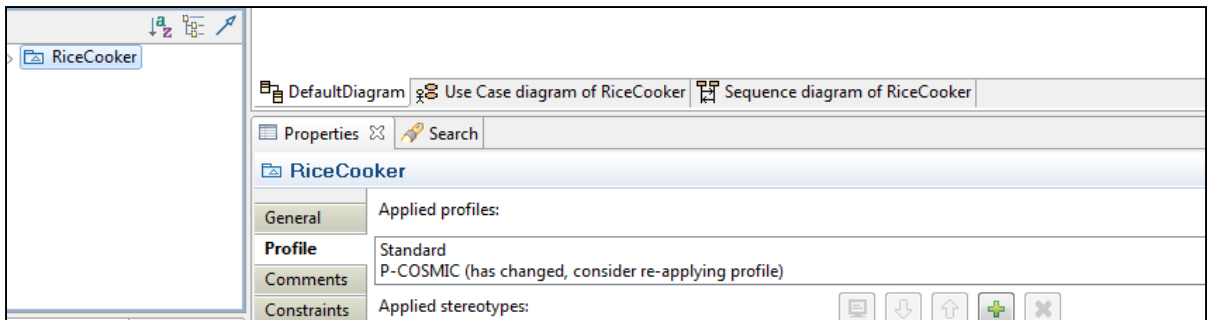 RiceCooker
DefaultDiagram Use Case diagram of RiceCooker Sequence diagram of RiceCooker
Properties Search
RiceCooker
General
Applied profiles:
Profile
Standard
P-COSMIC (has changed, consider re-applying profile)
Comments
Constraints
Applied stereotypes: